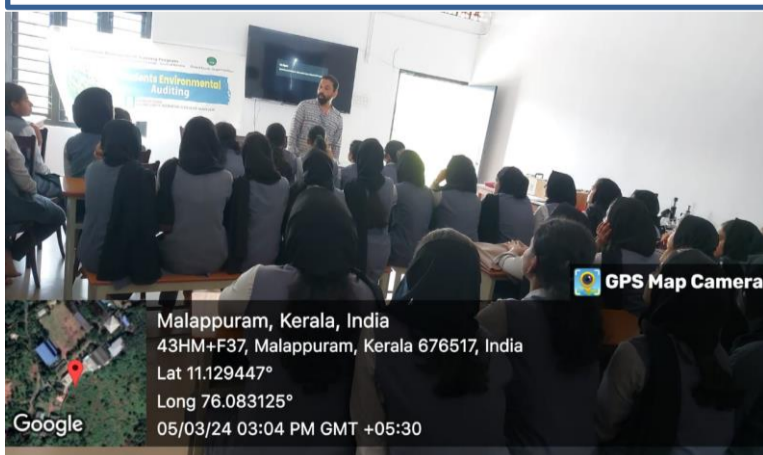 Students Environmental
Auditing
GPS Map Camera
Malappuram, Kerala, India
43HM+F37, Malappuram, Kerala 676517, India
Lat 11.129447°
Long 76.083125°
05/03/24 03:04 PM GMT +05:30
Google